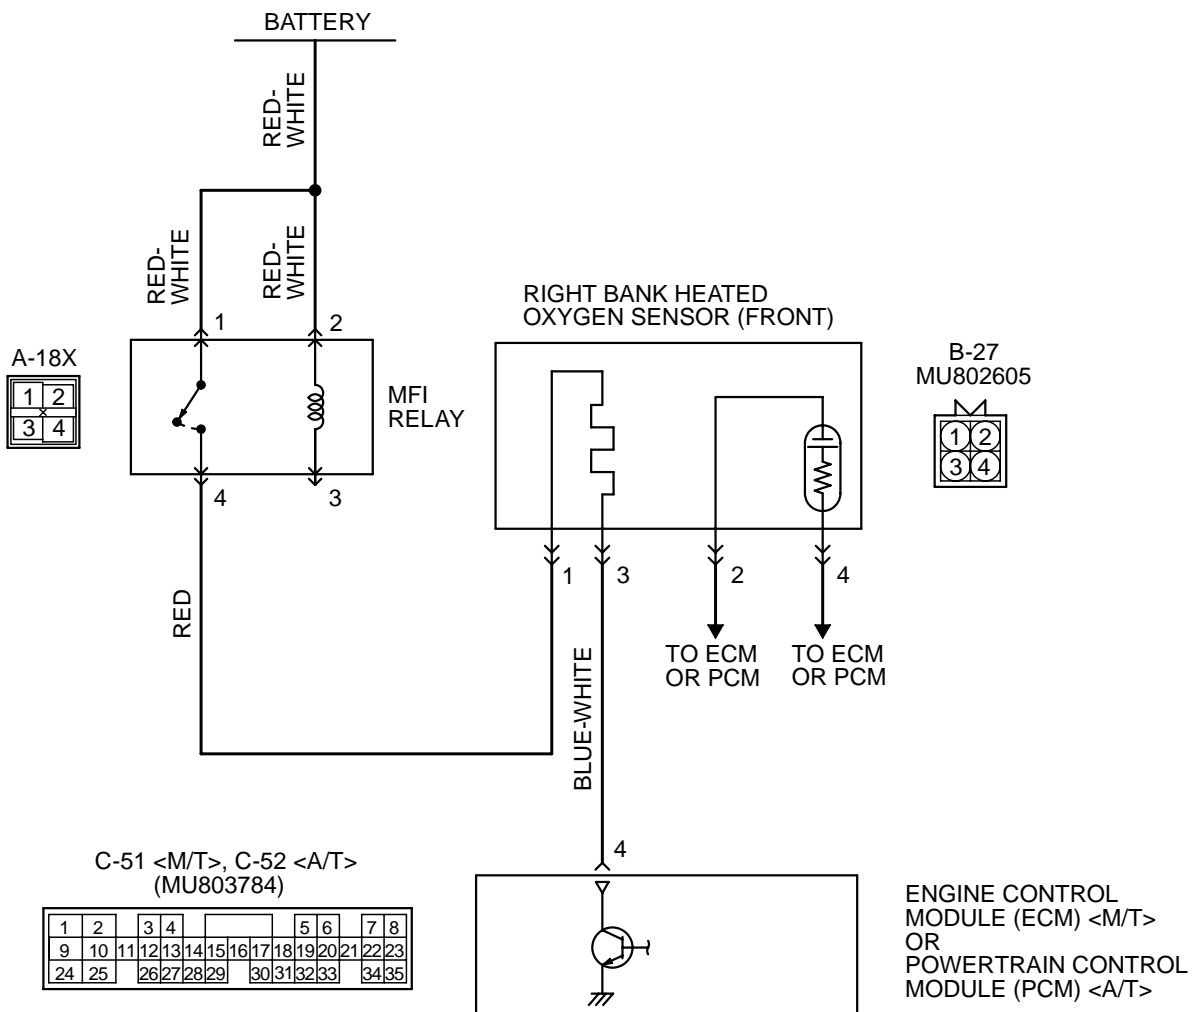 BATTERY
RED-
WHITE
RED-
WHITE
RED-
WHITE
1
2
A-18X
1 2
3 4
MFI
RELAY
4
3
RIGHT BANK HEATED
OXYGEN SENSOR (FRONT)
B-27
MU802605
1 2
3 4
1
3
2
4
RED
TO ECM
OR PCM
TO ECM
OR PCM
BLUE-WHITE
4
C-51 <M/T>, C-52 <A/T>
(MU803784)
1 2 3 4 5 6 7 8
9 10 11 12 13 14 15 16 17 18 19 20 21 22 23
24 25 26 27 28 29 30 31 32 33 34 35
ENGINE CONTROL
MODULE (ECM) <M/T>
OR
POWERTRAIN CONTROL
MODULE (PCM) <A/T>